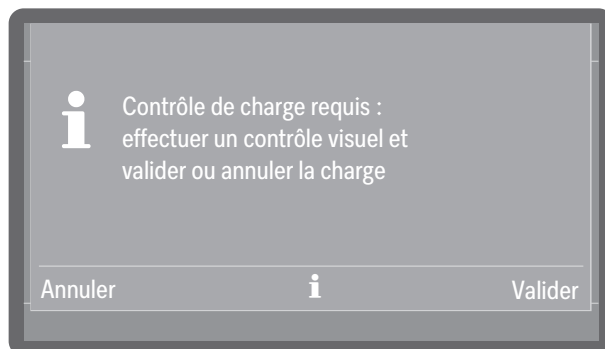 Contrôle de charge requis :
effectuer un contrôle visuel et
valider ou annuler la charge
Annuler i Valider